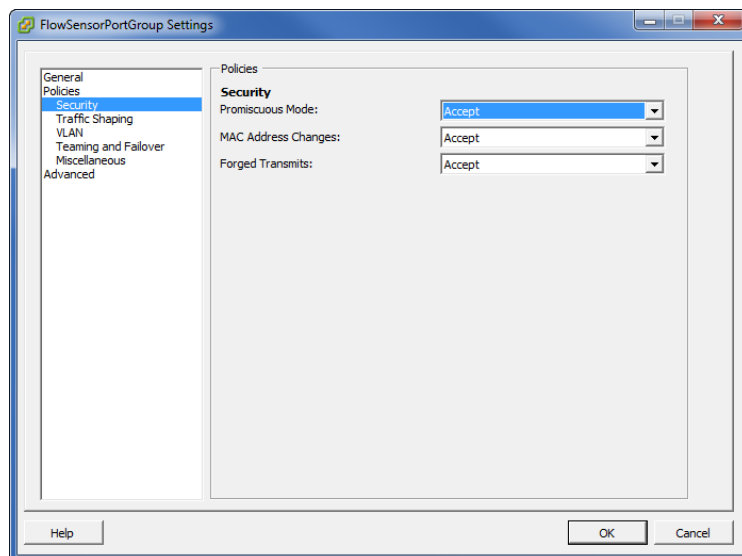 FlowSensorPortGroup Settings
General
Policies
Security
Traffic Shaping
VLAN
Teaming and Failover
Miscellaneous
Advanced
Policies
Security
Promiscuous Mode: Accept
MAC Address Changes: Accept
Forged Transmits: Accept
Help OK Cancel